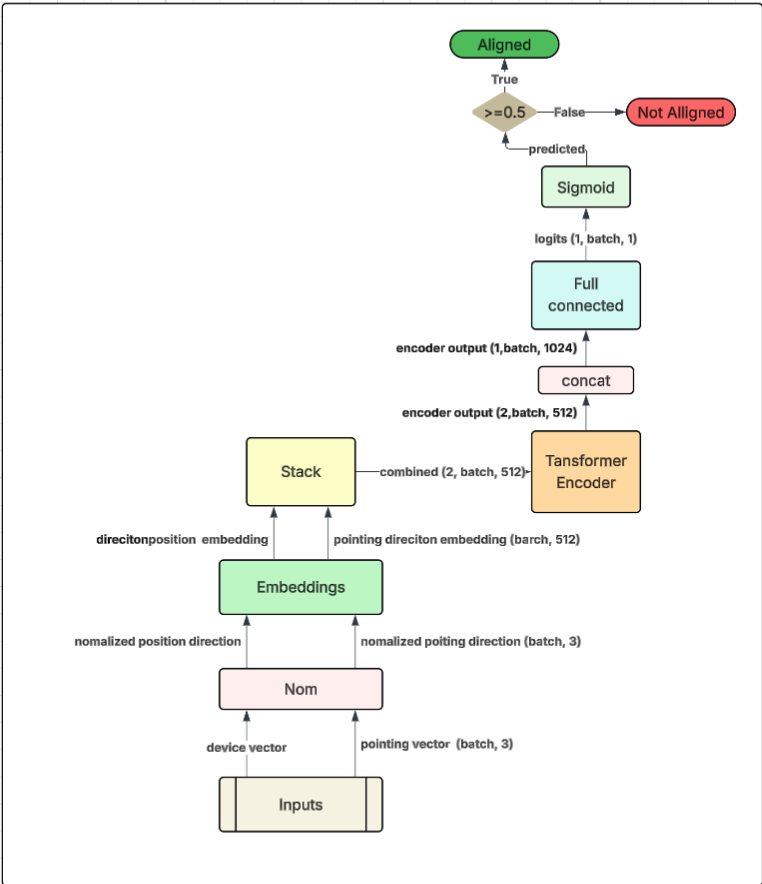 Aligned
True
>=0.5
False
Not Alligned
predicted
Sigmoid
logits (1, batch, 1)
Full
connected
encoder output (1,batch, 1024)
concat
encoder output (2,batch, 512)
Tansformer
Encoder
Stack
combined (2, batch, 512)
direcitonposition embedding
pointing direciton embedding (barch, 512)
Embeddings
nomalized position direction
nomalized poiting direction (batch, 3)
Nom
device vector
pointing vector (batch, 3)
Inputs